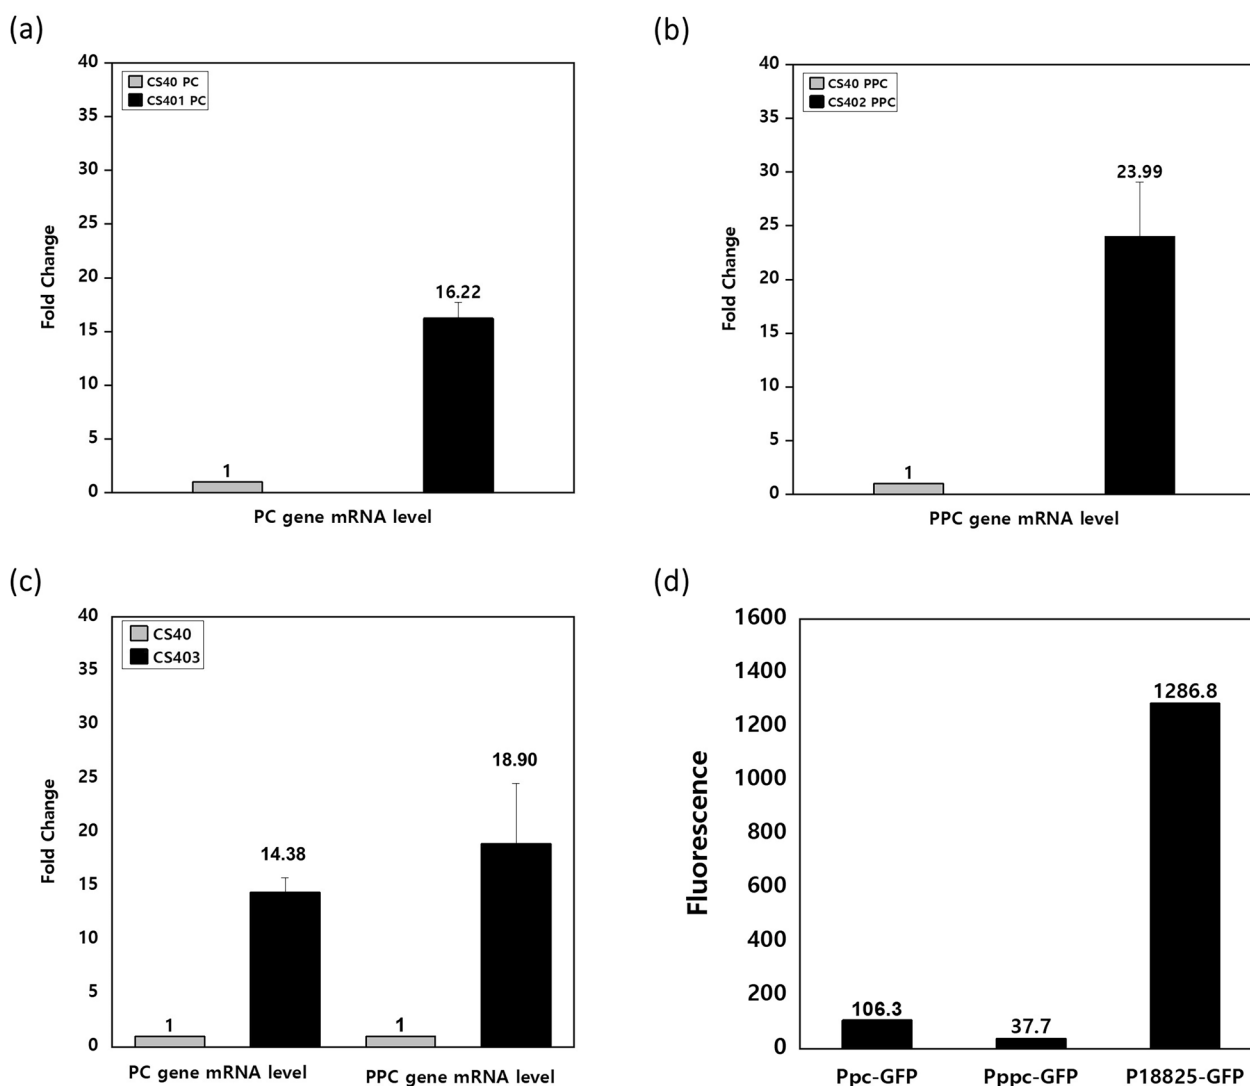 (a)
40
35
30
25
20
15
10
5
0
Fold Change
CS40 PC
CS401 PC
1
16.22
PC gene mRNA level
(b)
40
35
30
25
20
15
10
5
0
Fold Change
CS40 PPC
CS402 PPC
1
23.99
PPC gene mRNA level
(c)
40
35
30
25
20
15
10
5
0
Fold Change
CS40
CS403
1
14.38
1
18.90
PC gene mRNA level
PPC gene mRNA level
(d)
1600
1400
1200
1000
800
600
400
200
0
Fluorescence
106.3
37.7
1286.8
Ppc-GFP
Pppc-GFP
P18825-GFP